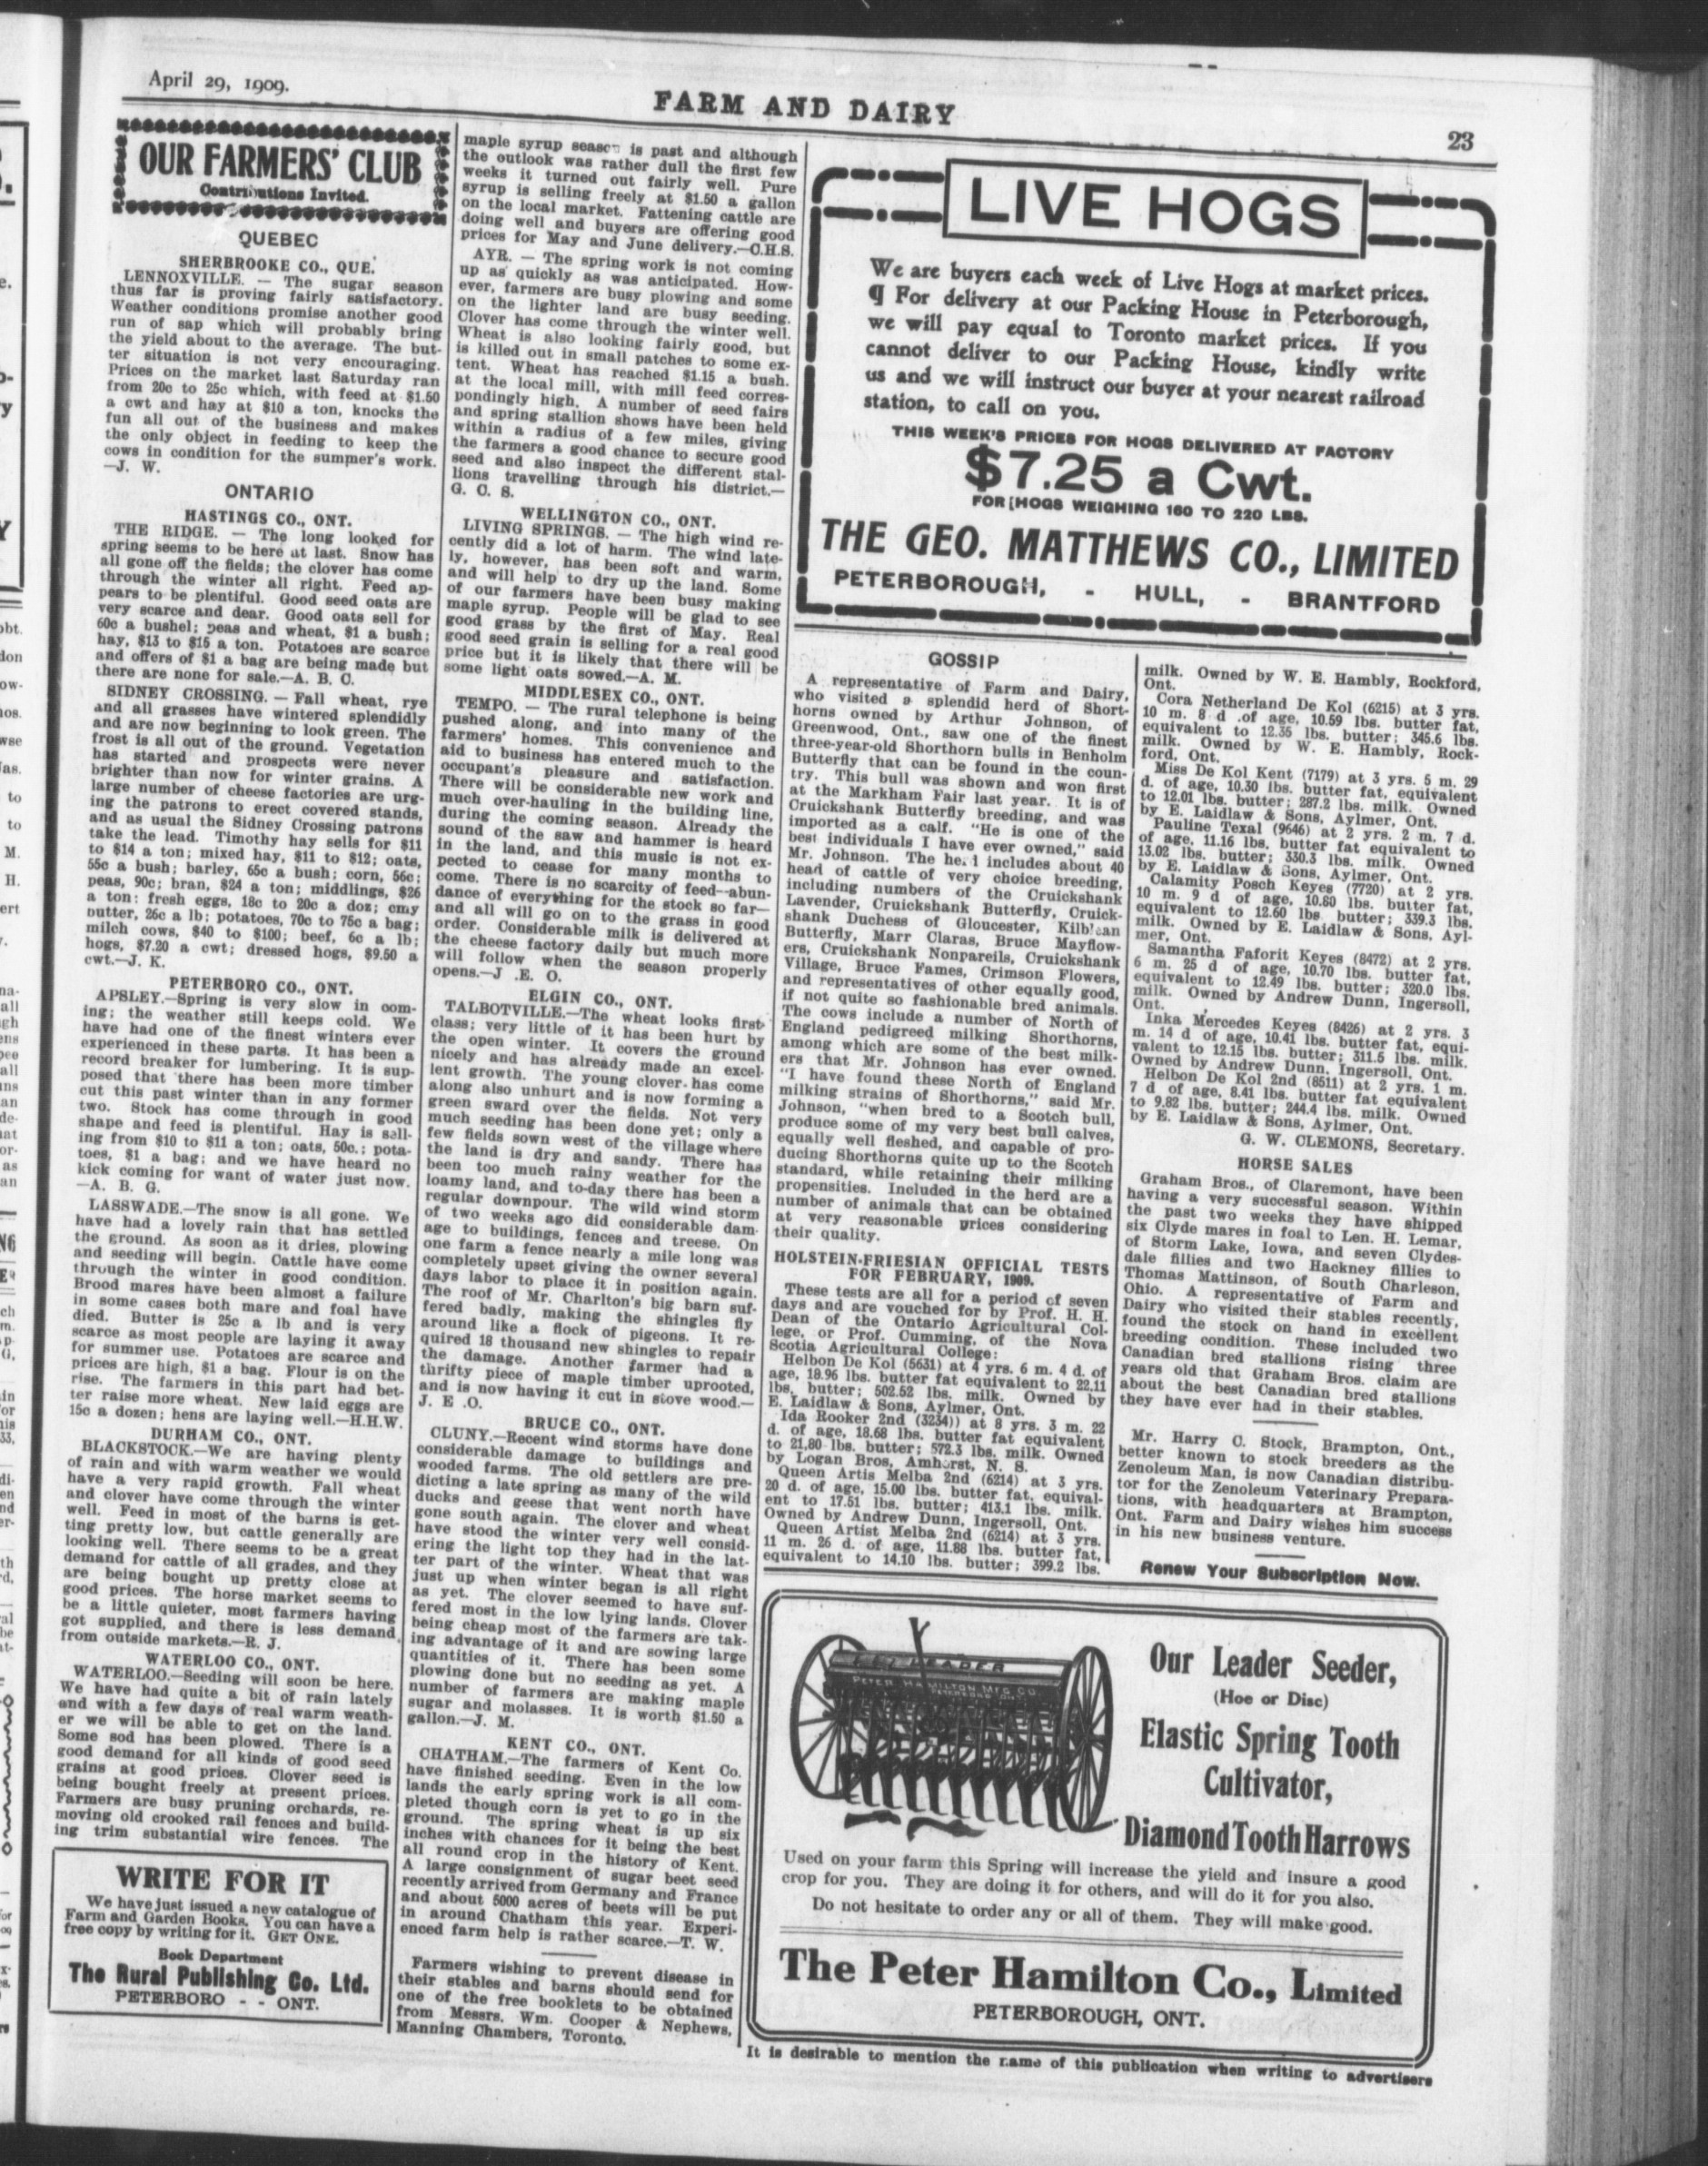 April 29, 1909.
FARM AND DAIRY
23
OUR FARMERS' CLUB
Contributions Invited.
QUEBEC
SHERBROOKE CO., QUE.
LENNOXVILLE. — The sugar season
thus far is proving fairly satisfactory.
Weather conditions promise another good
run of sap which will probably bring
the yield about to the average. The but-
ter situation is not very encouraging.
Prices on the market last Saturday ran
from 20c to 25c which, with feed at $1.50
a cwt and hay at $10 a ton, knocks the
fun all out of the business and makes
the only object in feeding to keep the
cows in condition for the summer's work.
—J. W.
ONTARIO
HASTINGS CO., ONT.
THE RIDGE. — The long looked for
spring seems to be here at last. Snow has
all gone off the fields; the clover has come
through the winter all right. Feed ap-
pears to be plentiful. Good seed oats are
very scarce and dear. Good oats sell for
60c a bushel; peas and wheat, $1 a bush;
hay, $13 to $15 a ton. Potatoes are scarce
and offers of $1 a bag are being made but
there are none for sale.—A. B. C.
SIDNEY CROSSING. — Fall wheat, rye
and all grasses have wintered splendidly
and are now beginning to look green. The
frost is all out of the ground. Vegetation
has started and prospects were never
brighter than now for winter grains. A
large number of cheese factories are urg-
ing the patrons to erect covered stands,
and as usual the Sidney Crossing patrons
take the lead. Timothy hay sells for $11
to $14 a ton; mixed hay, $11 to $12; oats,
55c a bush; barley, 65c a bush; corn, 56c;
peas, 90c; bran, $24 a ton; middlings, $26
a ton; fresh eggs, 18c to 20c a doz; cmy
butter, 26c a lb; potatoes, 70c to 75c a bag;
milch cows, $40 to $100; beef, 6c a lb;
hogs, $7.20 a cwt; dressed hogs, $9.50 a
cwt.—J. K.
PETERBORO CO., ONT.
APSLEY.—Spring is very slow in com-
ing; the weather still keeps cold. We
have had one of the finest winters ever
experienced in these parts. It has been a
record breaker for lumbering. It is sup-
posed that there has been more timber
cut this past winter than in any former
two. Stock has come through in good
shape and feed is plentiful. Hay is sell-
ing from $10 to $11 a ton; oats, 50c.; pota-
toes, $1 a bag; and we have heard no
kick coming for want of water just now.
—A. B. G.
LASSWADE.—The snow is all gone. We
have had a lovely rain that has settled
the ground. As soon as it dries, plowing
and seeding will begin. Cattle have come
through the winter in good condition.
Brood mares have been almost a failure
in some cases both mare and foal have
died. Butter is 25c a lb and is very
scarce as most people are laying it away
for summer use. Potatoes are scarce and
prices are high, $1 a bag. Flour is on the
rise. The farmers in this part had bet-
ter raise more wheat. New laid eggs are
15c a dozen; hens are laying well.—H.H.W.
DURHAM CO., ONT.
BLACKSTOCK.—We are having plenty
of rain and with warm weather we would
have a very rapid growth. Fall wheat
and clover have come through the winter
well. Feed in most of the barns is get-
ting pretty low, but cattle generally are
looking well. There seems to be a great
demand for cattle of all grades, and they
are being bought up pretty close at
good prices. The horse market seems to
be a little quieter, most farmers having
got supplied, and there is less demand
from outside markets.—R. J.
WATERLOO CO., ONT.
WATERLOO.—Seeding will soon be here.
We have had quite a bit of rain lately
and with a few days of real warm weath-
er we will be able to get on the land.
Some sod has been plowed. There is a
good demand for all kinds of good seed
grains at good prices. Clover seed is
being bought freely at present prices.
Farmers are busy pruning orchards, re-
moving old crooked rail fences and build-
ing trim substantial wire fences. The
WRITE FOR IT
We have just issued a new catalogue of
Farm and Garden Books. You can have a
free copy by writing for it. GET ONE.
Book Department
The Rural Publishing Co. Ltd.
PETERBORO - - ONT.
maple syrup season is past and although
the outlook was rather dull the first few
weeks it turned out fairly well. Pure
syrup is selling freely at $1.50 a gallon
on the local market. Fattening cattle are
doing well and buyers are offering good
prices for May and June delivery.—C.H.S.
AYR. — The spring work is not coming
up as quickly as was anticipated. How-
ever, farmers are busy plowing and some
on the lighter land are busy seeding.
Clover has come through the winter well.
Wheat is also looking fairly good, but
is killed out in small patches to some ex-
tent. Wheat has reached $1.15 a bush.
at the local mill, with mill feed corres-
pondingly high. A number of seed fairs
and spring stallion shows have been held
within a radius of a few miles, giving
the farmers a good chance to secure good
seed and also inspect the different stal-
lions travelling through his district.—
G. C. S.
WELLINGTON CO., ONT.
LIVING SPRINGS. — The high wind re-
cently did a lot of harm. The wind late-
ly, however, has been soft and warm,
and will help to dry up the land. Some
of our farmers have been busy making
maple syrup. People will be glad to see
good grass by the first of May. Real
good seed grain is selling for a real good
price but it is likely that there will be
some light oats sowed.—A. M.
MIDDLESEX CO., ONT.
TEMPO. — The rural telephone is being
pushed along, and into many of the
farmers' homes. This convenience and
aid to business has entered much to the
occupant's pleasure and satisfaction.
There will be considerable new work and
much over-hauling in the building line,
during the coming season. Already the
sound of the saw and hammer is heard
in the land, and this music is not ex-
pected to cease for many months to
come. There is no scarcity of feed—abun-
dance of everything for the stock so far—
and all will go on to the grass in good
order. Considerable milk is delivered at
the cheese factory daily but much more
will follow when the season properly
opens.—J .E. O.
ELGIN CO., ONT.
TALBOTVILLE.—The wheat looks first-
class; very little of it has been hurt by
the open winter. It covers the ground
nicely and has already made an excel-
lent growth. The young clover has come
along also unhurt and is now forming a
green sward over the fields. Not very
much seeding has been done yet; only a
few fields sown west of the village where
the land is dry and sandy. There has
been too much rainy weather for the
loamy land, and to-day there has been a
regular downpour. The wild wind storm
of two weeks ago did considerable dam-
age to buildings, fences and treese. On
one farm a fence nearly a mile long was
completely upset giving the owner several
days labor to place it in position again.
The roof of Mr. Charlton's big barn suf-
fered badly, making the shingles fly
around like a flock of pigeons. It re-
quired 18 thousand new shingles to repair
the damage. Another farmer had a
thrifty piece of maple timber uprooted,
and is now having it cut in stove wood.—
J. E .O.
BRUCE CO., ONT.
CLUNY.—Recent wind storms have done
considerable damage to buildings and
wooded farms. The old settlers are pre-
dicting a late spring as many of the wild
ducks and geese that went north have
gone south again. The clover and wheat
have stood the winter very well consid-
ering the light top they had in the lat-
ter part of the winter. Wheat that was
just up when winter began is all right
as yet. The clover seemed to have suf-
fered most in the low lying lands. Clover
being cheap most of the farmers are tak-
ing advantage of it and are sowing large
quantities of it. There has been some
plowing done but no seeding as yet. A
number of farmers are making maple
sugar and molasses. It is worth $1.50 a
gallon.—J. M.
KENT CO., ONT.
CHATHAM.—The farmers of Kent Co.
have finished seeding. Even in the low
lands the early spring work is all com-
pleted though corn is yet to go in the
ground. The spring wheat is up six
inches with chances for it being the best
all round crop in the history of Kent.
A large consignment of sugar beet seed
recently arrived from Germany and France
and about 5000 acres of beets will be put
in around Chatham this year. Experi-
enced farm help is rather scarce.—T. W.
Farmers wishing to prevent disease in
their stables and barns should send for
one of the free booklets to be obtained
from Messrs. Wm. Cooper & Nephews,
Manning Chambers, Toronto.
LIVE HOGS
We are buyers each week of Live Hogs at market prices.
¶ For delivery at our Packing House in Peterborough,
we will pay equal to Toronto market prices. If you
cannot deliver to our Packing House, kindly write
us and we will instruct our buyer at your nearest railroad
station, to call on you.
THIS WEEK'S PRICES FOR HOGS DELIVERED AT FACTORY
$7.25 a Cwt.
FOR HOGS WEIGHING 160 TO 220 LBS.
THE GEO. MATTHEWS CO., LIMITED
PETERBOROUGH, - HULL, - BRANTFORD
GOSSIP
A representative of Farm and Dairy,
who visited a splendid herd of Short-
horns owned by Arthur Johnson, of
Greenwood, Ont., saw one of the finest
three-year-old Shorthorn bulls in Benholm
Butterfly that can be found in the coun-
try. This bull was shown and won first
at the Markham Fair last year. It is of
Cruickshank Butterfly breeding, and was
imported as a calf. "He is one of the
best individuals I have ever owned," said
Mr. Johnson. The herd includes about 40
head of cattle of very choice breeding,
including numbers of the Cruickshank
Lavender, Cruickshank Butterfly, Cruick-
shank Duchess of Gloucester, Kilblean
Butterfly, Marr Claras, Bruce Mayflow-
ers, Cruickshank Nonpareils, Cruickshank
Village, Bruce Fames, Crimson Flowers,
and representatives of other equally good,
if not quite so fashionable bred animals.
The cows include a number of North of
England pedigreed milking Shorthorns,
among which are some of the best milk-
ers that Mr. Johnson has ever owned.
"I have found these North of England
milking strains of Shorthorns," said Mr.
Johnson, "when bred to a Scotch bull,
produce some of my very best bull calves,
equally well fleshed, and capable of pro-
ducing Shorthorns quite up to the Scotch
standard, while retaining their milking
propensities. Included in the herd are a
number of animals that can be obtained
at very reasonable prices considering
their quality.
HOLSTEIN-FRIESIAN OFFICIAL TESTS
FOR FEBRUARY, 1909.
These tests are all for a period of seven
days and are vouched for by Prof. H. H.
Dean of the Ontario Agricultural Col-
lege, or Prof. Cumming, of the Nova
Scotia Agricultural College:
Helbon De Kol (5631) at 4 yrs. 6 m. 4 d. of
age, 18.96 lbs. butter fat equivalent to 22.11
lbs. butter; 502.52 lbs. milk. Owned by
E. Laidlaw & Sons, Aylmer, Ont.
Ida Rooker 2nd (3234)) at 8 yrs. 3 m. 22
d. of age, 18.68 lbs. butter fat equivalent
to 21.80 lbs. butter; 572.3 lbs. milk. Owned
by Logan Bros, Amherst, N. S.
Queen Artis Melba 2nd (6214) at 3 yrs.
20 d. of age, 15.00 lbs. butter fat, equival-
ent to 17.51 lbs. butter; 413.1 lbs. milk.
Owned by Andrew Dunn, Ingersoll, Ont.
Queen Artist Melba 2nd (6214) at 3 yrs.
11 m. 26 d. of age, 11.88 lbs. butter fat,
equivalent to 14.10 lbs. butter; 399.2 lbs.
milk. Owned by W. E. Hambly, Rockford,
Ont.
Cora Netherland De Kol (6215) at 3 yrs.
10 m. 8 d .of age, 10.59 lbs. butter fat,
equivalent to 12.35 lbs. butter; 345.6 lbs.
milk. Owned by W. E. Hambly, Rock-
ford, Ont.
Miss De Kol Kent (7179) at 3 yrs. 5 m. 29
d. of age, 10.30 lbs. butter fat, equivalent
to 12.01 lbs. butter; 287.2 lbs. milk. Owned
by E. Laidlaw & Sons, Aylmer, Ont.
Pauline Texal (9646) at 2 yrs. 2 m. 7 d.
of age, 11.16 lbs. butter fat equivalent to
13.02 lbs. butter; 330.3 lbs. milk. Owned
by E. Laidlaw & Sons, Aylmer, Ont.
Calamity Posch Keyes (7720) at 2 yrs.
10 m. 9 d of age, 10.80 lbs. butter fat,
equivalent to 12.60 lbs butter; 339.3 lbs.
milk. Owned by E. Laidlaw & Sons, Ayl-
mer, Ont.
Samantha Faforit Keyes (8472) at 2 yrs.
6 m. 25 d of age, 10.70 lbs. butter fat,
equivalent to 12.49 lbs. butter; 320.0 lbs.
milk. Owned by Andrew Dunn, Ingersoll,
Ont.
Inka Mercedes Keyes (8426) at 2 yrs. 3
m. 14 d of age, 10.41 lbs. butter fat, equi-
valent to 12.15 lbs. butter; 311.5 lbs. milk.
Owned by Andrew Dunn, Ingersoll, Ont.
Helbon De Kol 2nd (8511) at 2 yrs. 1 m.
7 d of age, 8.41 lbs. butter fat equivalent
to 9.82 lbs. butter; 244.4 lbs. milk. Owned
by E. Laidlaw & Sons, Aylmer, Ont.
G. W. CLEMONS, Secretary.
HORSE SALES
Graham Bros., of Claremont, have been
having a very successful season. Within
the past two weeks they have shipped
six Clyde mares in foal to Len. H. Lemar,
of Storm Lake, Iowa, and seven Clydes-
dale fillies and two Hackney fillies to
Thomas Mattinson, of South Charleson,
Ohio. A representative of Farm and
Dairy who visited their stables recently,
found the stock on hand in excellent
breeding condition. These included two
Canadian bred stallions rising three
years old that Graham Bros. claim are
about the best Canadian bred stallions
they have ever had in their stables.
Mr. Harry C. Stock, Brampton, Ont.,
better known to stock breeders as the
Zenoleum Man, is now Canadian distribu-
tor for the Zenoleum Veterinary Prepara-
tions, with headquarters at Brampton,
Ont. Farm and Dairy wishes him success
in his new business venture.
Renew Your Subscription Now.
LEADER
PETER HAMILTON MFG CO.
Our Leader Seeder,
(Hoe or Disc)
Elastic Spring Tooth
Cultivator,
Diamond Tooth Harrows
Used on your farm this Spring will increase the yield and insure a good
crop for you. They are doing it for others, and will do it for you also.
Do not hesitate to order any or all of them. They will make good.
The Peter Hamilton Co., Limited
PETERBOROUGH, ONT.
It is desirable to mention the name of this publication when writing to advertisers